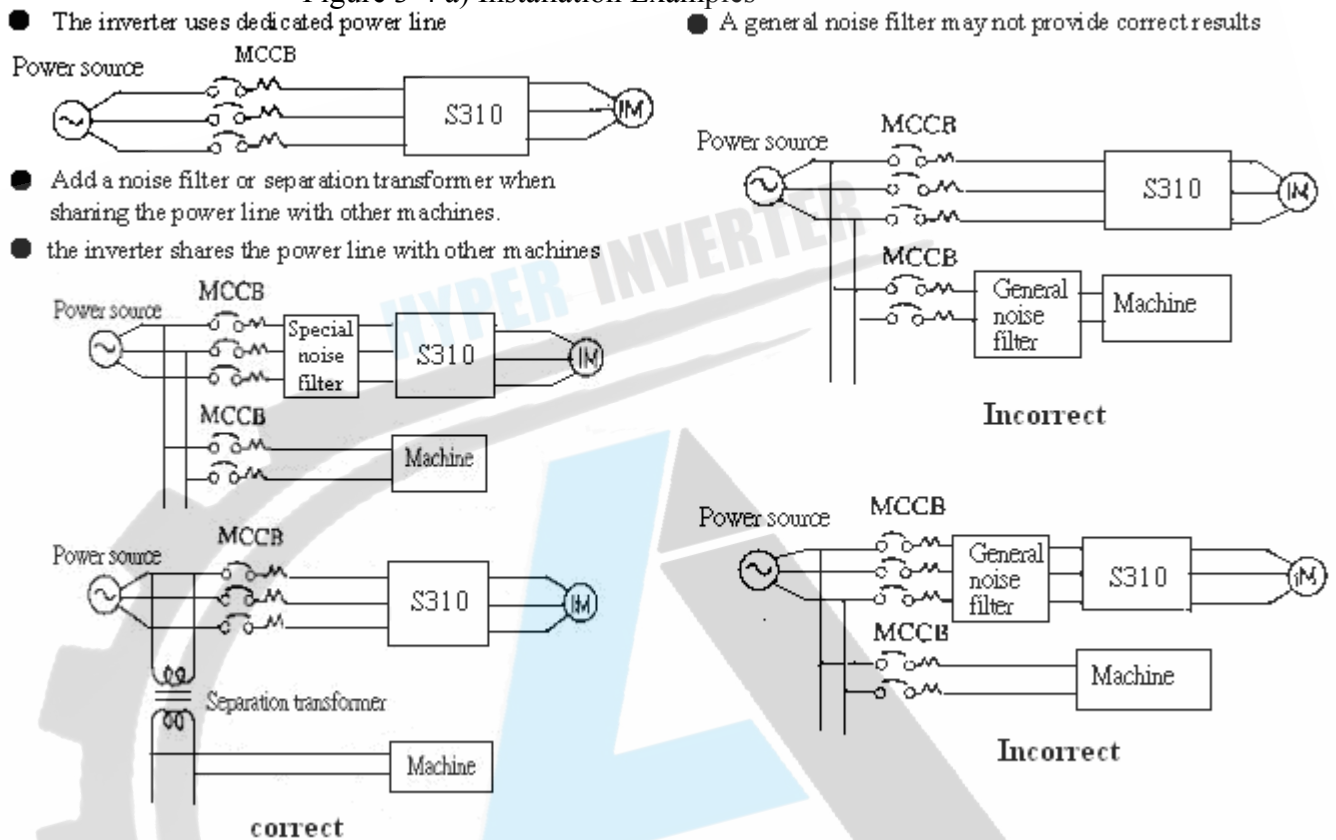 Figure 3-4 a) Installation Examples
● The inverter uses dedicated power line
MCCB
Power source
S310
IM
● Add a noise filter or separation transformer when
sharing the power line with other machines.
● the inverter shares the power line with other machines
MCCB
Power source
Special
noise
filter
S310
IM
MCCB
Machine
MCCB
Power source
S310
IM
Separation transformer
Machine
correct
● A general noise filter may not provide correct results
MCCB
Power source
S310
IM
MCCB
General
noise
filter
Machine
Incorrect
MCCB
Power source
General
noise
filter
S310
IM
MCCB
Machine
Incorrect
HYPER INVERTER